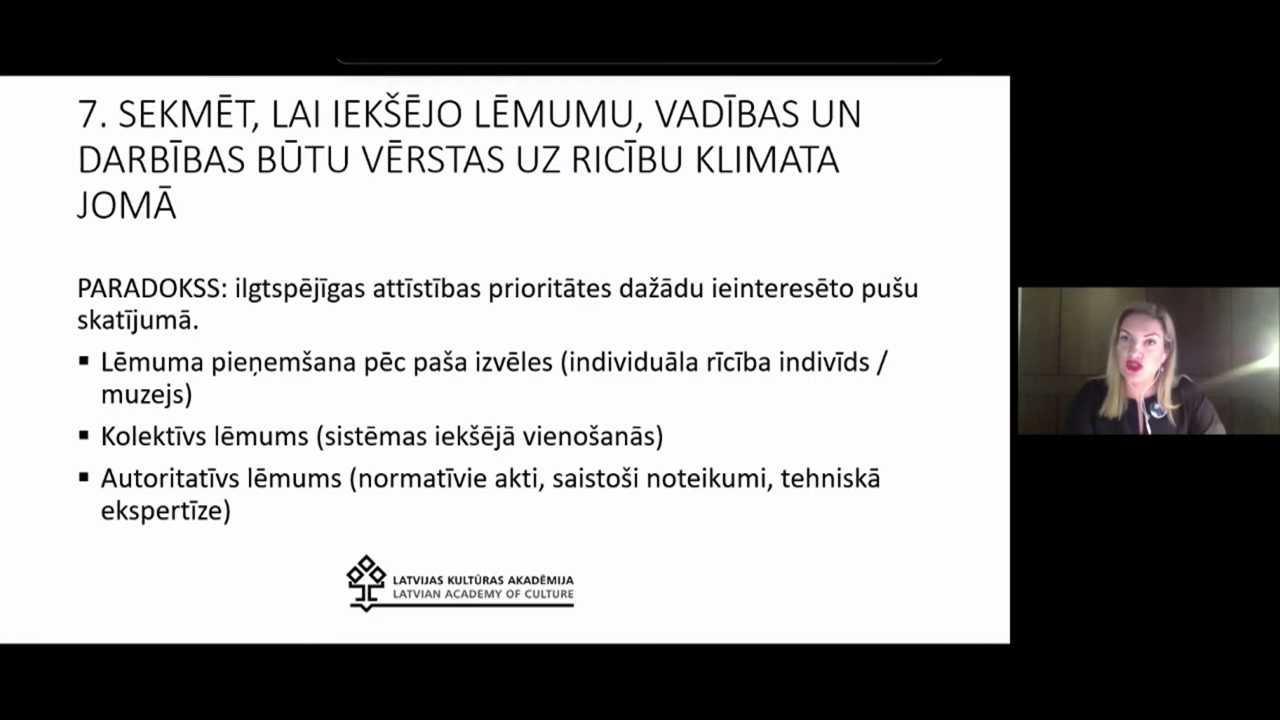 7. SEKMĒT, LAI IEKŠĒJO LĒMUMU, VADĪBAS UN
DARBĪBAS BŪTU VĒRSTAS UZ RICĪBU KLIMATA
JOMĀ
PARADOKSS: ilgtspējīgas attīstības prioritātes dažādu ieinteresēto pušu
skatījumā.
▪ Lēmuma pieņemšana pēc paša izvēles (individuāla rīcība indivīds /
muzejs)
▪ Kolektīvs lēmums (sistēmas iekšējā vienošanās)
▪ Autoritatīvs lēmums (normatīvie akti, saistoši noteikumi, tehniskā
ekspertīze)
LATVIJAS KULTŪRAS AKADĒMIJA
LATVIAN ACADEMY OF CULTURE